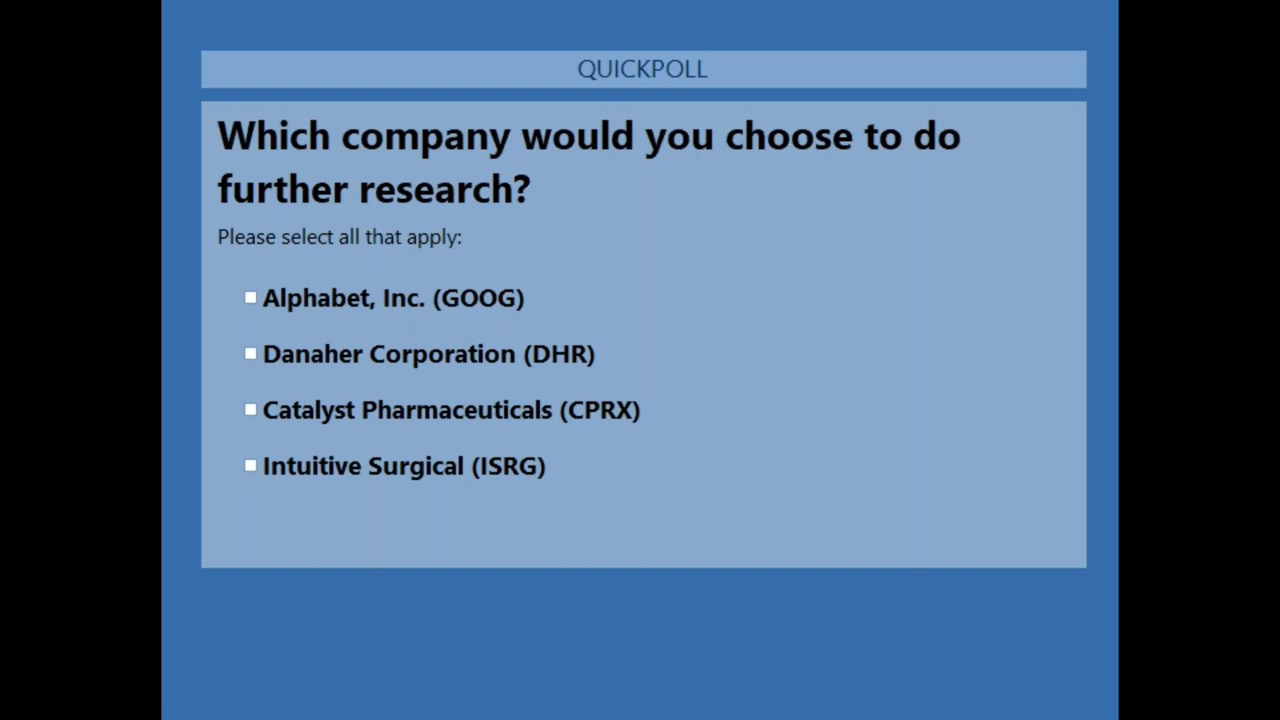 QUICKPOLL
Which company would you choose to do
further research?
Please select all that apply:
Alphabet, Inc. (GOOG)
Danaher Corporation (DHR)
Catalyst Pharmaceuticals (CPRX)
Intuitive Surgical (ISRG)